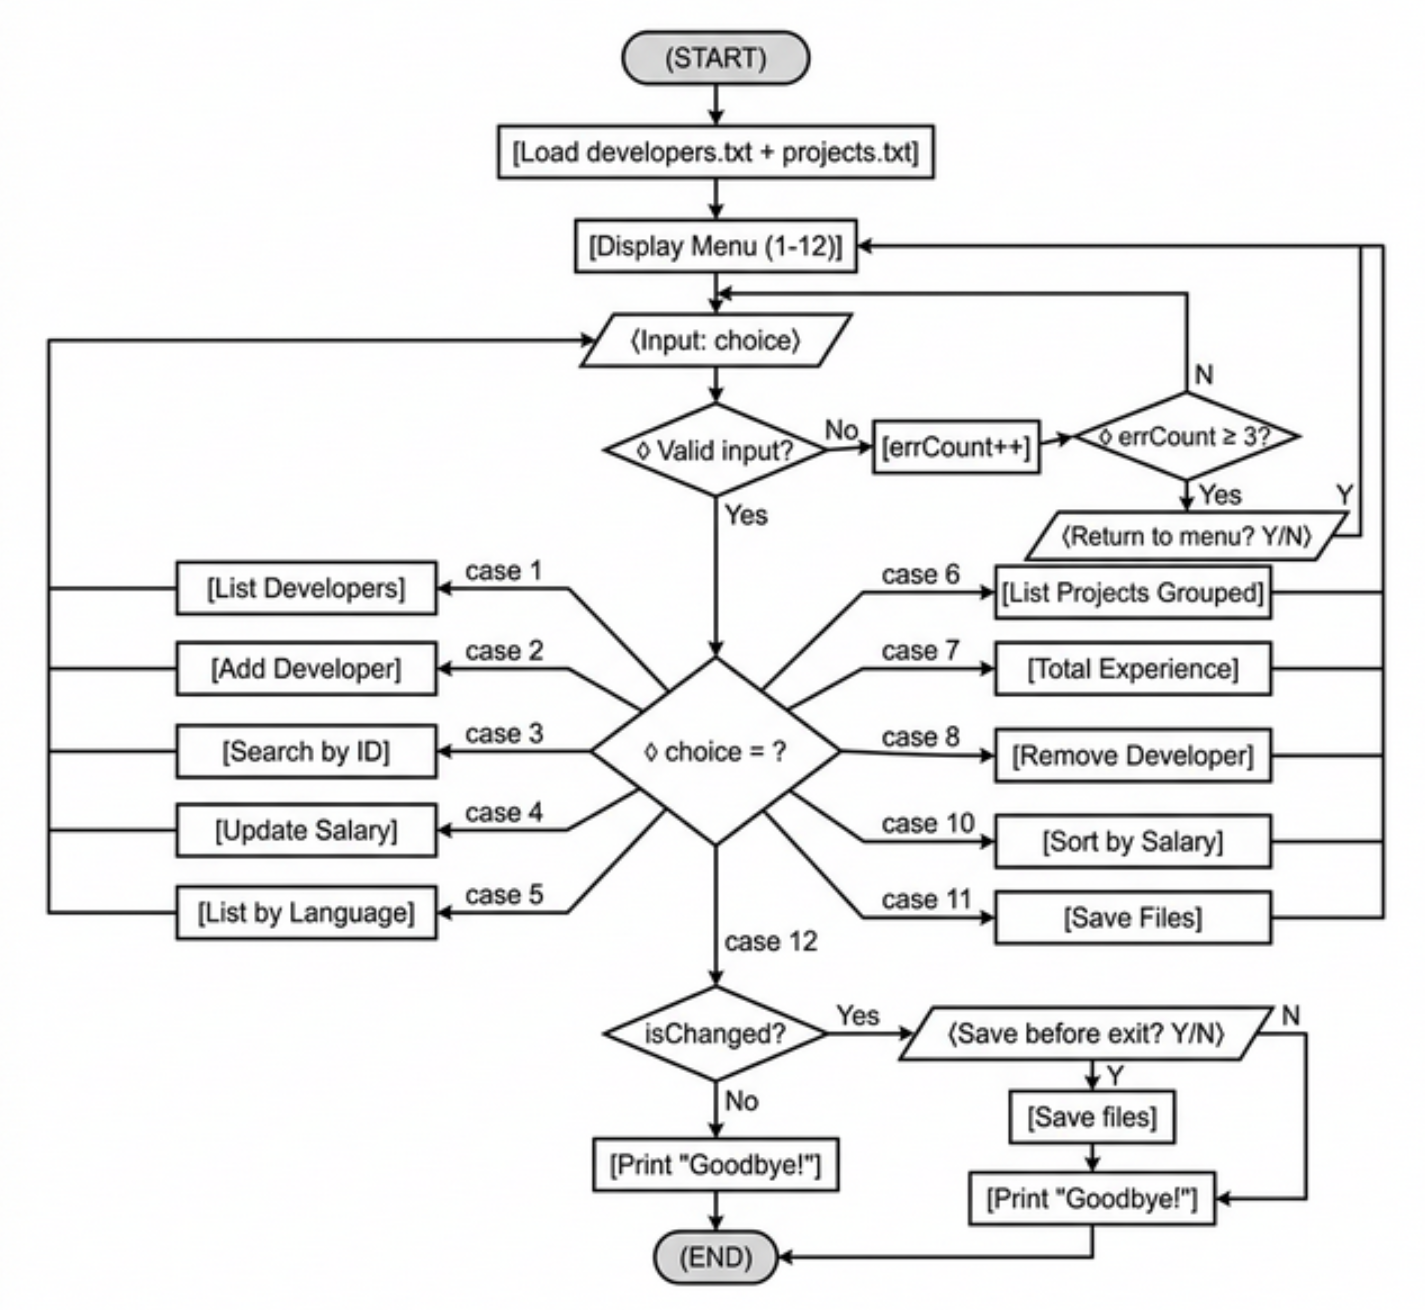 (START)
[Load developers.txt + projects.txt]
[Display Menu (1-12)]
⟨Input: choice⟩
N
◊ Valid input?
No
[errCount++]
◊ errCount ≥ 3?
Yes
Yes
Y
⟨Return to menu? Y/N⟩
case 1
[List Developers]
case 2
[Add Developer]
case 3
[Search by ID]
case 4
[Update Salary]
case 5
[List by Language]
◊ choice = ?
case 6
[List Projects Grouped]
case 7
[Total Experience]
case 8
[Remove Developer]
case 10
[Sort by Salary]
case 11
[Save Files]
case 12
isChanged?
Yes
⟨Save before exit? Y/N⟩
N
Y
[Save files]
No
[Print "Goodbye!"]
[Print "Goodbye!"]
(END)